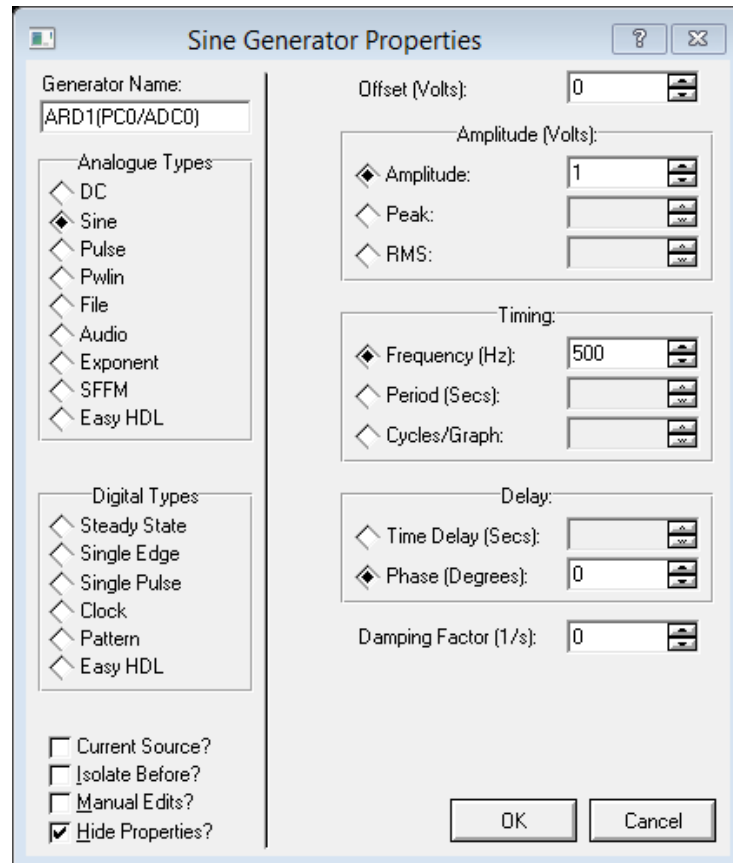 Sine Generator Properties
Generator Name:
ARD1(PC0/ADC0)
Analogue Types
DC
Sine
Pulse
Pwlin
File
Audio
Exponent
SFFM
Easy HDL
Digital Types
Steady State
Single Edge
Single Pulse
Clock
Pattern
Easy HDL
Current Source?
Isolate Before?
Manual Edits?
Hide Properties?
Offset (Volts): 0
Amplitude (Volts):
Amplitude: 1
Peak:
RMS:
Timing:
Frequency (Hz): 500
Period (Secs):
Cycles/Graph:
Delay:
Time Delay (Secs):
Phase (Degrees): 0
Damping Factor (1/s): 0
OK Cancel